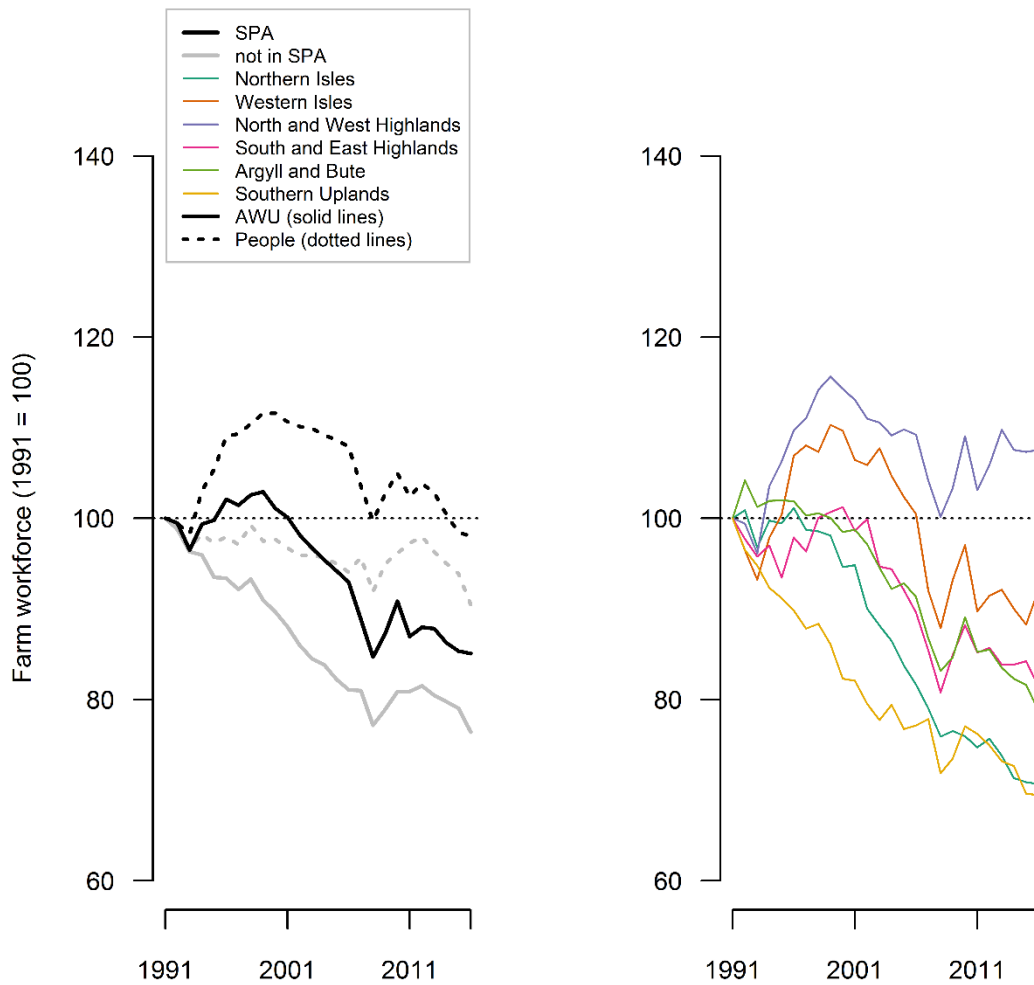 SPA
not in SPA
Northern Isles
Western Isles
North and West Highlands
South and East Highlands
Argyll and Bute
Southern Uplands
AWU (solid lines)
People (dotted lines)
Farm workforce (1991 = 100)
140
120
100
80
60
1991 2001 2011
140
120
100
80
60
1991 2001 2011